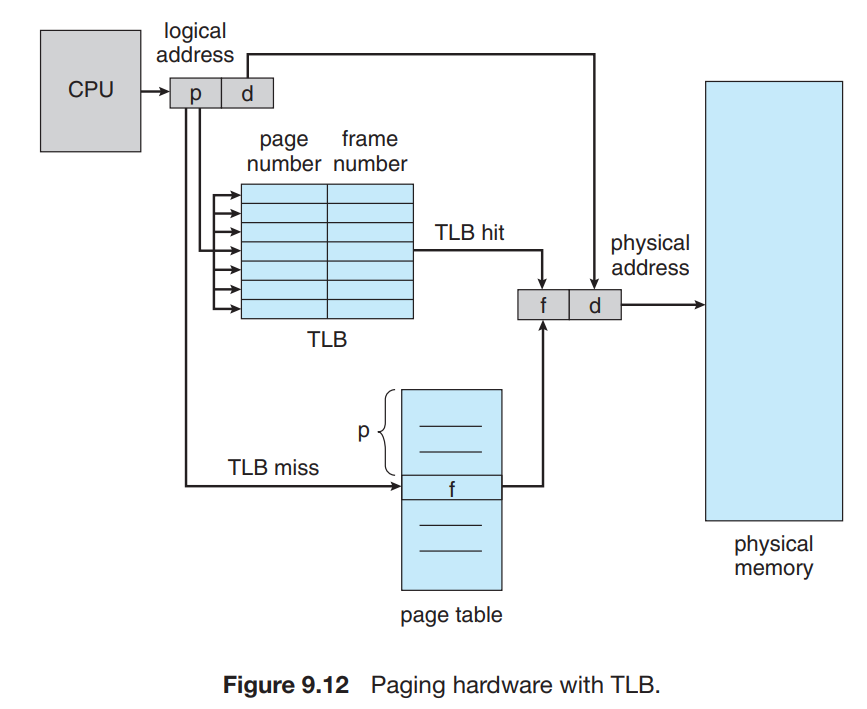 logical
address
CPU
p d
page frame
number number
TLB hit
physical
address
f d
TLB
p
TLB miss
f
physical
memory
page table
Figure 9.12 Paging hardware with TLB.